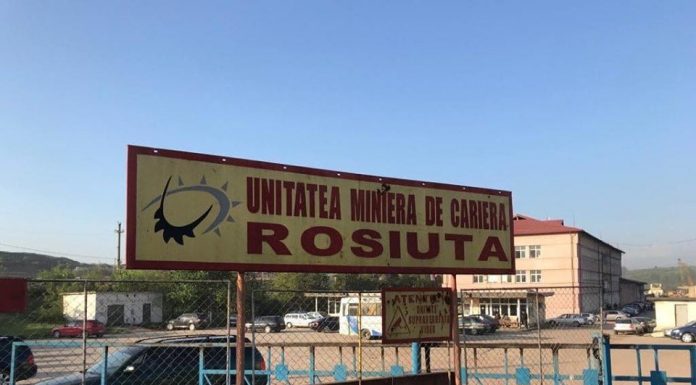 UNITATEA MINIERA DE CARIERA
ROSIUTA
ATENTIE